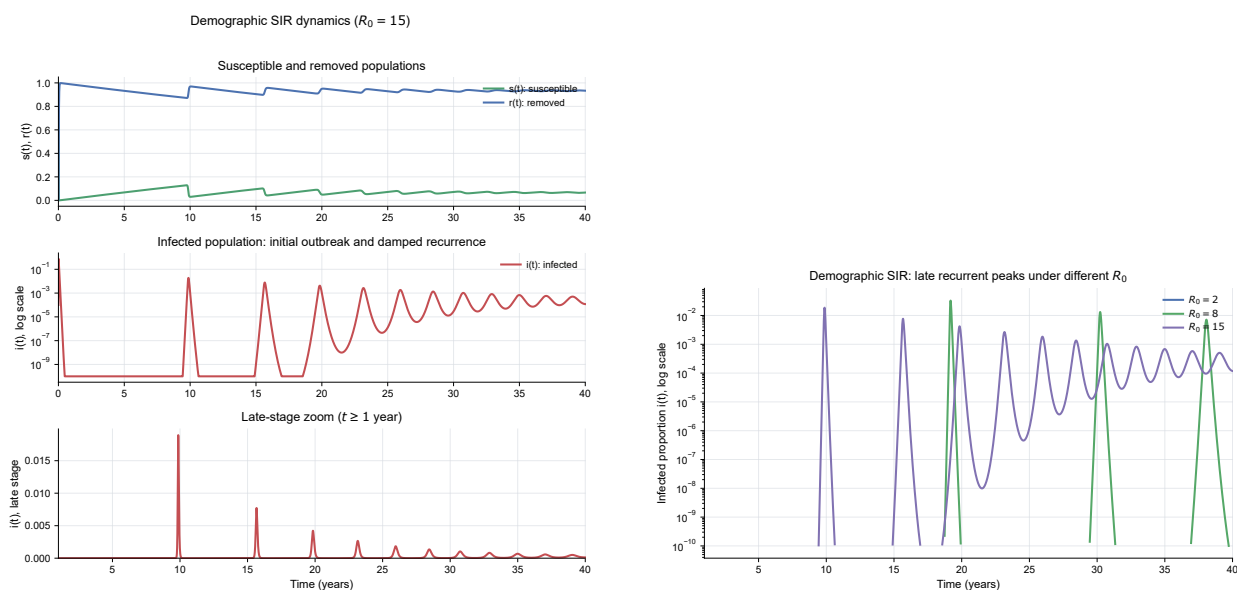 Demographic SIR dynamics (R₀ = 15)
Susceptible and removed populations
s(t), r(t)
1.0
0.8
0.6
0.4
0.2
0.0
s(t): susceptible
r(t): removed
0 5 10 15 20 25 30 35 40
Infected population: initial outbreak and damped recurrence
i(t), log scale
10⁻¹
10⁻³
10⁻⁵
10⁻⁷
10⁻⁹
i(t): infected
0 5 10 15 20 25 30 35 40
Late-stage zoom (t ≥ 1 year)
i(t), late stage
0.015
0.010
0.005
0.000
5 10 15 20 25 30 35 40
Time (years)
Demographic SIR: late recurrent peaks under different R₀
Infected proportion i(t), log scale
10⁻²
10⁻³
10⁻⁴
10⁻⁵
10⁻⁶
10⁻⁷
10⁻⁸
10⁻⁹
10⁻¹⁰
R₀ = 2
R₀ = 8
R₀ = 15
5 10 15 20 25 30 35 40
Time (years)